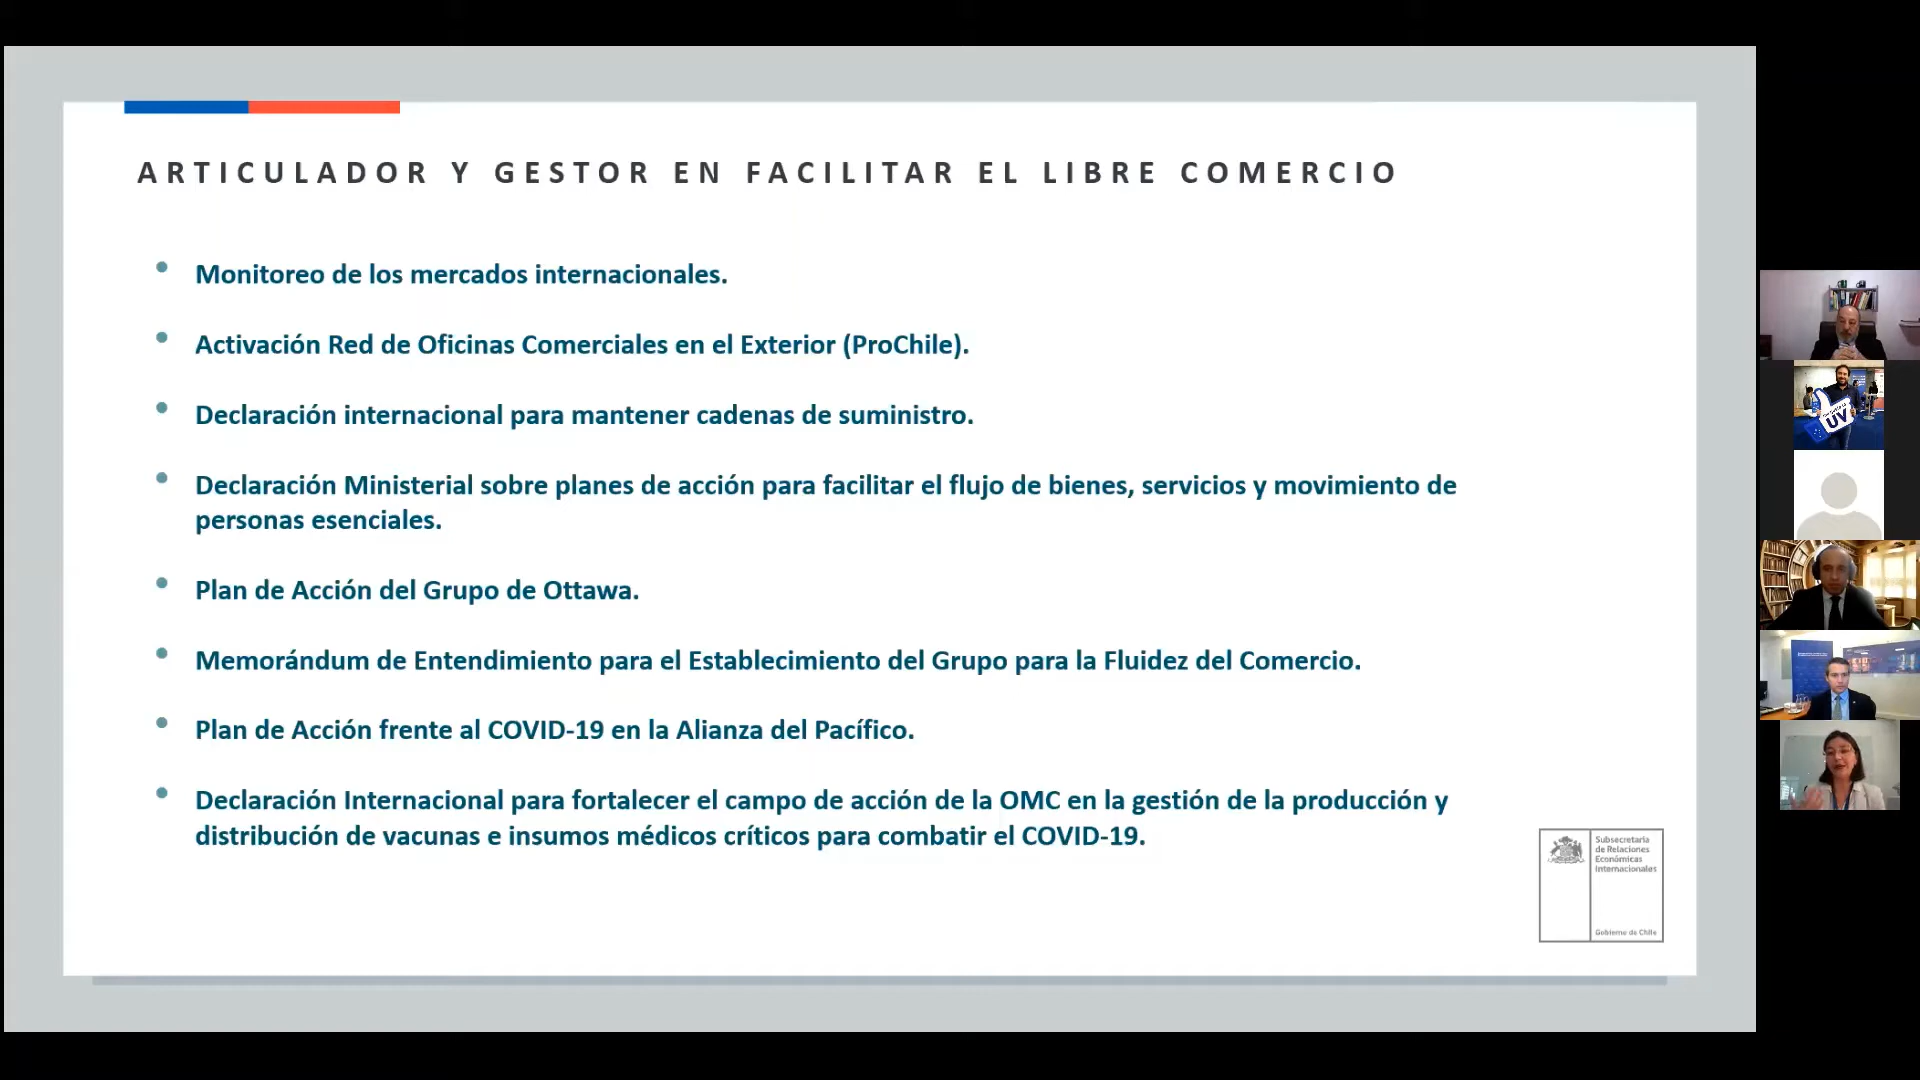 ARTICULADOR Y GESTOR EN FACILITAR EL LIBRE COMERCIO
Monitoreo de los mercados internacionales.
Activación Red de Oficinas Comerciales en el Exterior (ProChile).
Declaración internacional para mantener cadenas de suministro.
Declaración Ministerial sobre planes de acción para facilitar el flujo de bienes, servicios y movimiento de
personas esenciales.
Plan de Acción del Grupo de Ottawa.
Memorándum de Entendimiento para el Establecimiento del Grupo para la Fluidez del Comercio.
Plan de Acción frente al COVID-19 en la Alianza del Pacífico.
Declaración Internacional para fortalecer el campo de acción de la OMC en la gestión de la producción y
distribución de vacunas e insumos médicos críticos para combatir el COVID-19.
Subsecretaría
de Relaciones
Económicas
Internacionales
Gobierno de Chile
UV